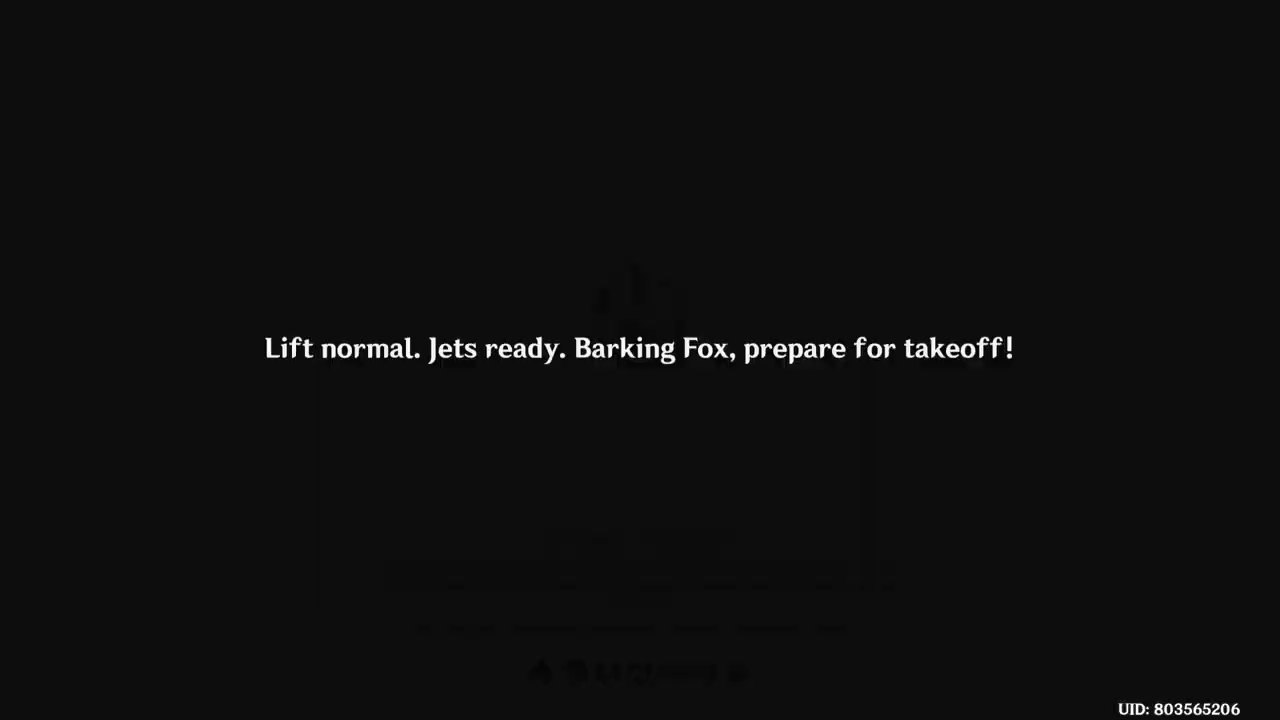 Lift normal. Jets ready. Barking Fox, prepare for takeoff!
UID: 803565206